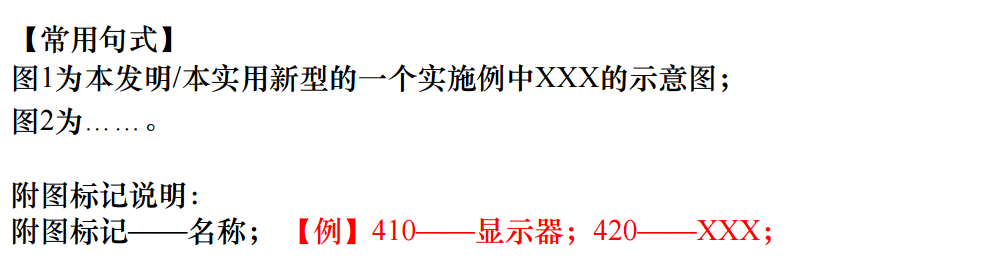 【常用句式】
图1为本发明/本实用新型的一个实施例中XXX的示意图；
图2为……。
附图标记说明：
附图标记——名称；【例】410——显示器；420——XXX；